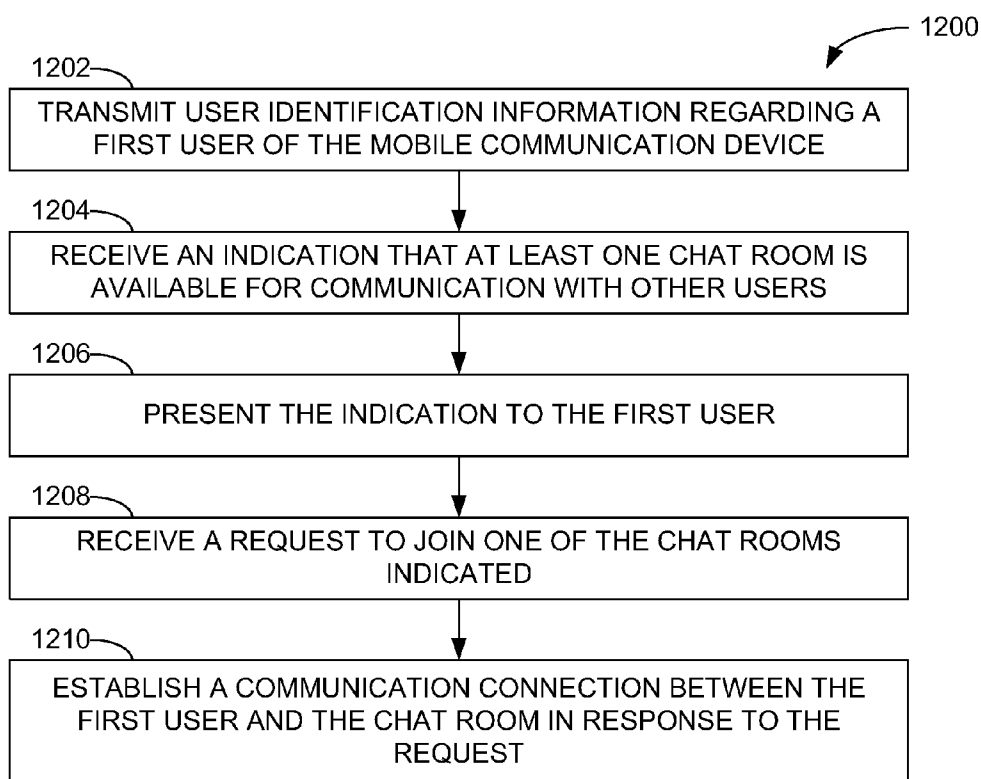 1200
1202
TRANSMIT USER IDENTIFICATION INFORMATION REGARDING A
FIRST USER OF THE MOBILE COMMUNICATION DEVICE
1204
RECEIVE AN INDICATION THAT AT LEAST ONE CHAT ROOM IS
AVAILABLE FOR COMMUNICATION WITH OTHER USERS
1206
PRESENT THE INDICATION TO THE FIRST USER
1208
RECEIVE A REQUEST TO JOIN ONE OF THE CHAT ROOMS
INDICATED
1210
ESTABLISH A COMMUNICATION CONNECTION BETWEEN THE
FIRST USER AND THE CHAT ROOM IN RESPONSE TO THE
REQUEST